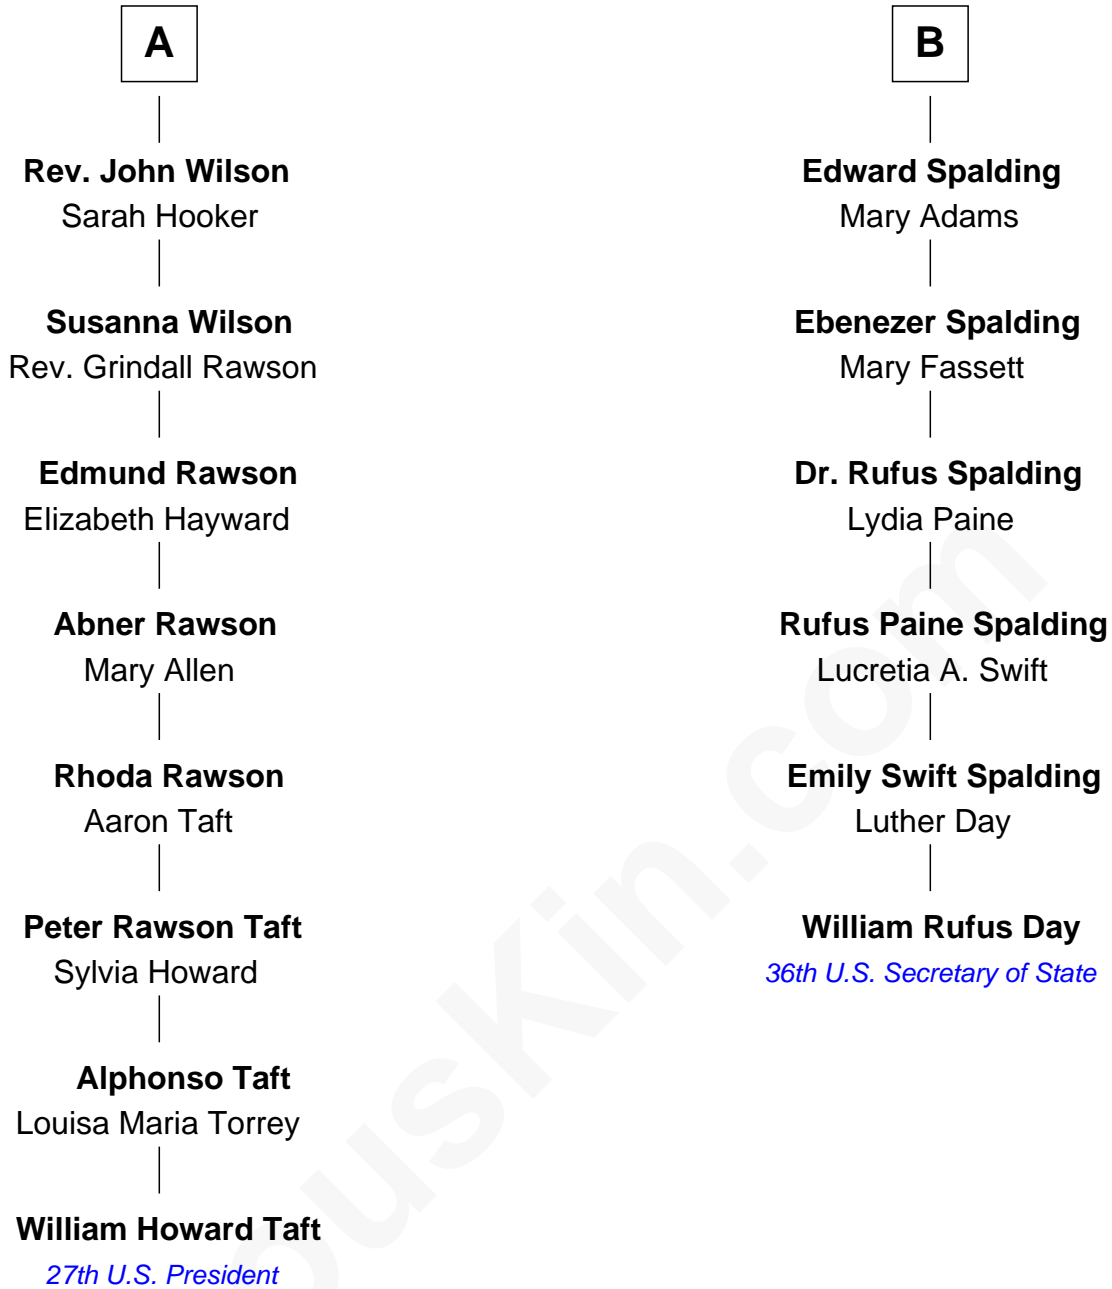 A
Rev. John Wilson
Sarah Hooker
Susanna Wilson
Rev. Grindall Rawson
Edmund Rawson
Elizabeth Hayward
Abner Rawson
Mary Allen
Rhoda Rawson
Aaron Taft
Peter Rawson Taft
Sylvia Howard
Alphonso Taft
Louisa Maria Torrey
William Howard Taft
27th U.S. President
B
Edward Spalding
Mary Adams
Ebenezer Spalding
Mary Fassett
Dr. Rufus Spalding
Lydia Paine
Rufus Paine Spalding
Lucretia A. Swift
Emily Swift Spalding
Luther Day
William Rufus Day
36th U.S. Secretary of State
ousKin.com